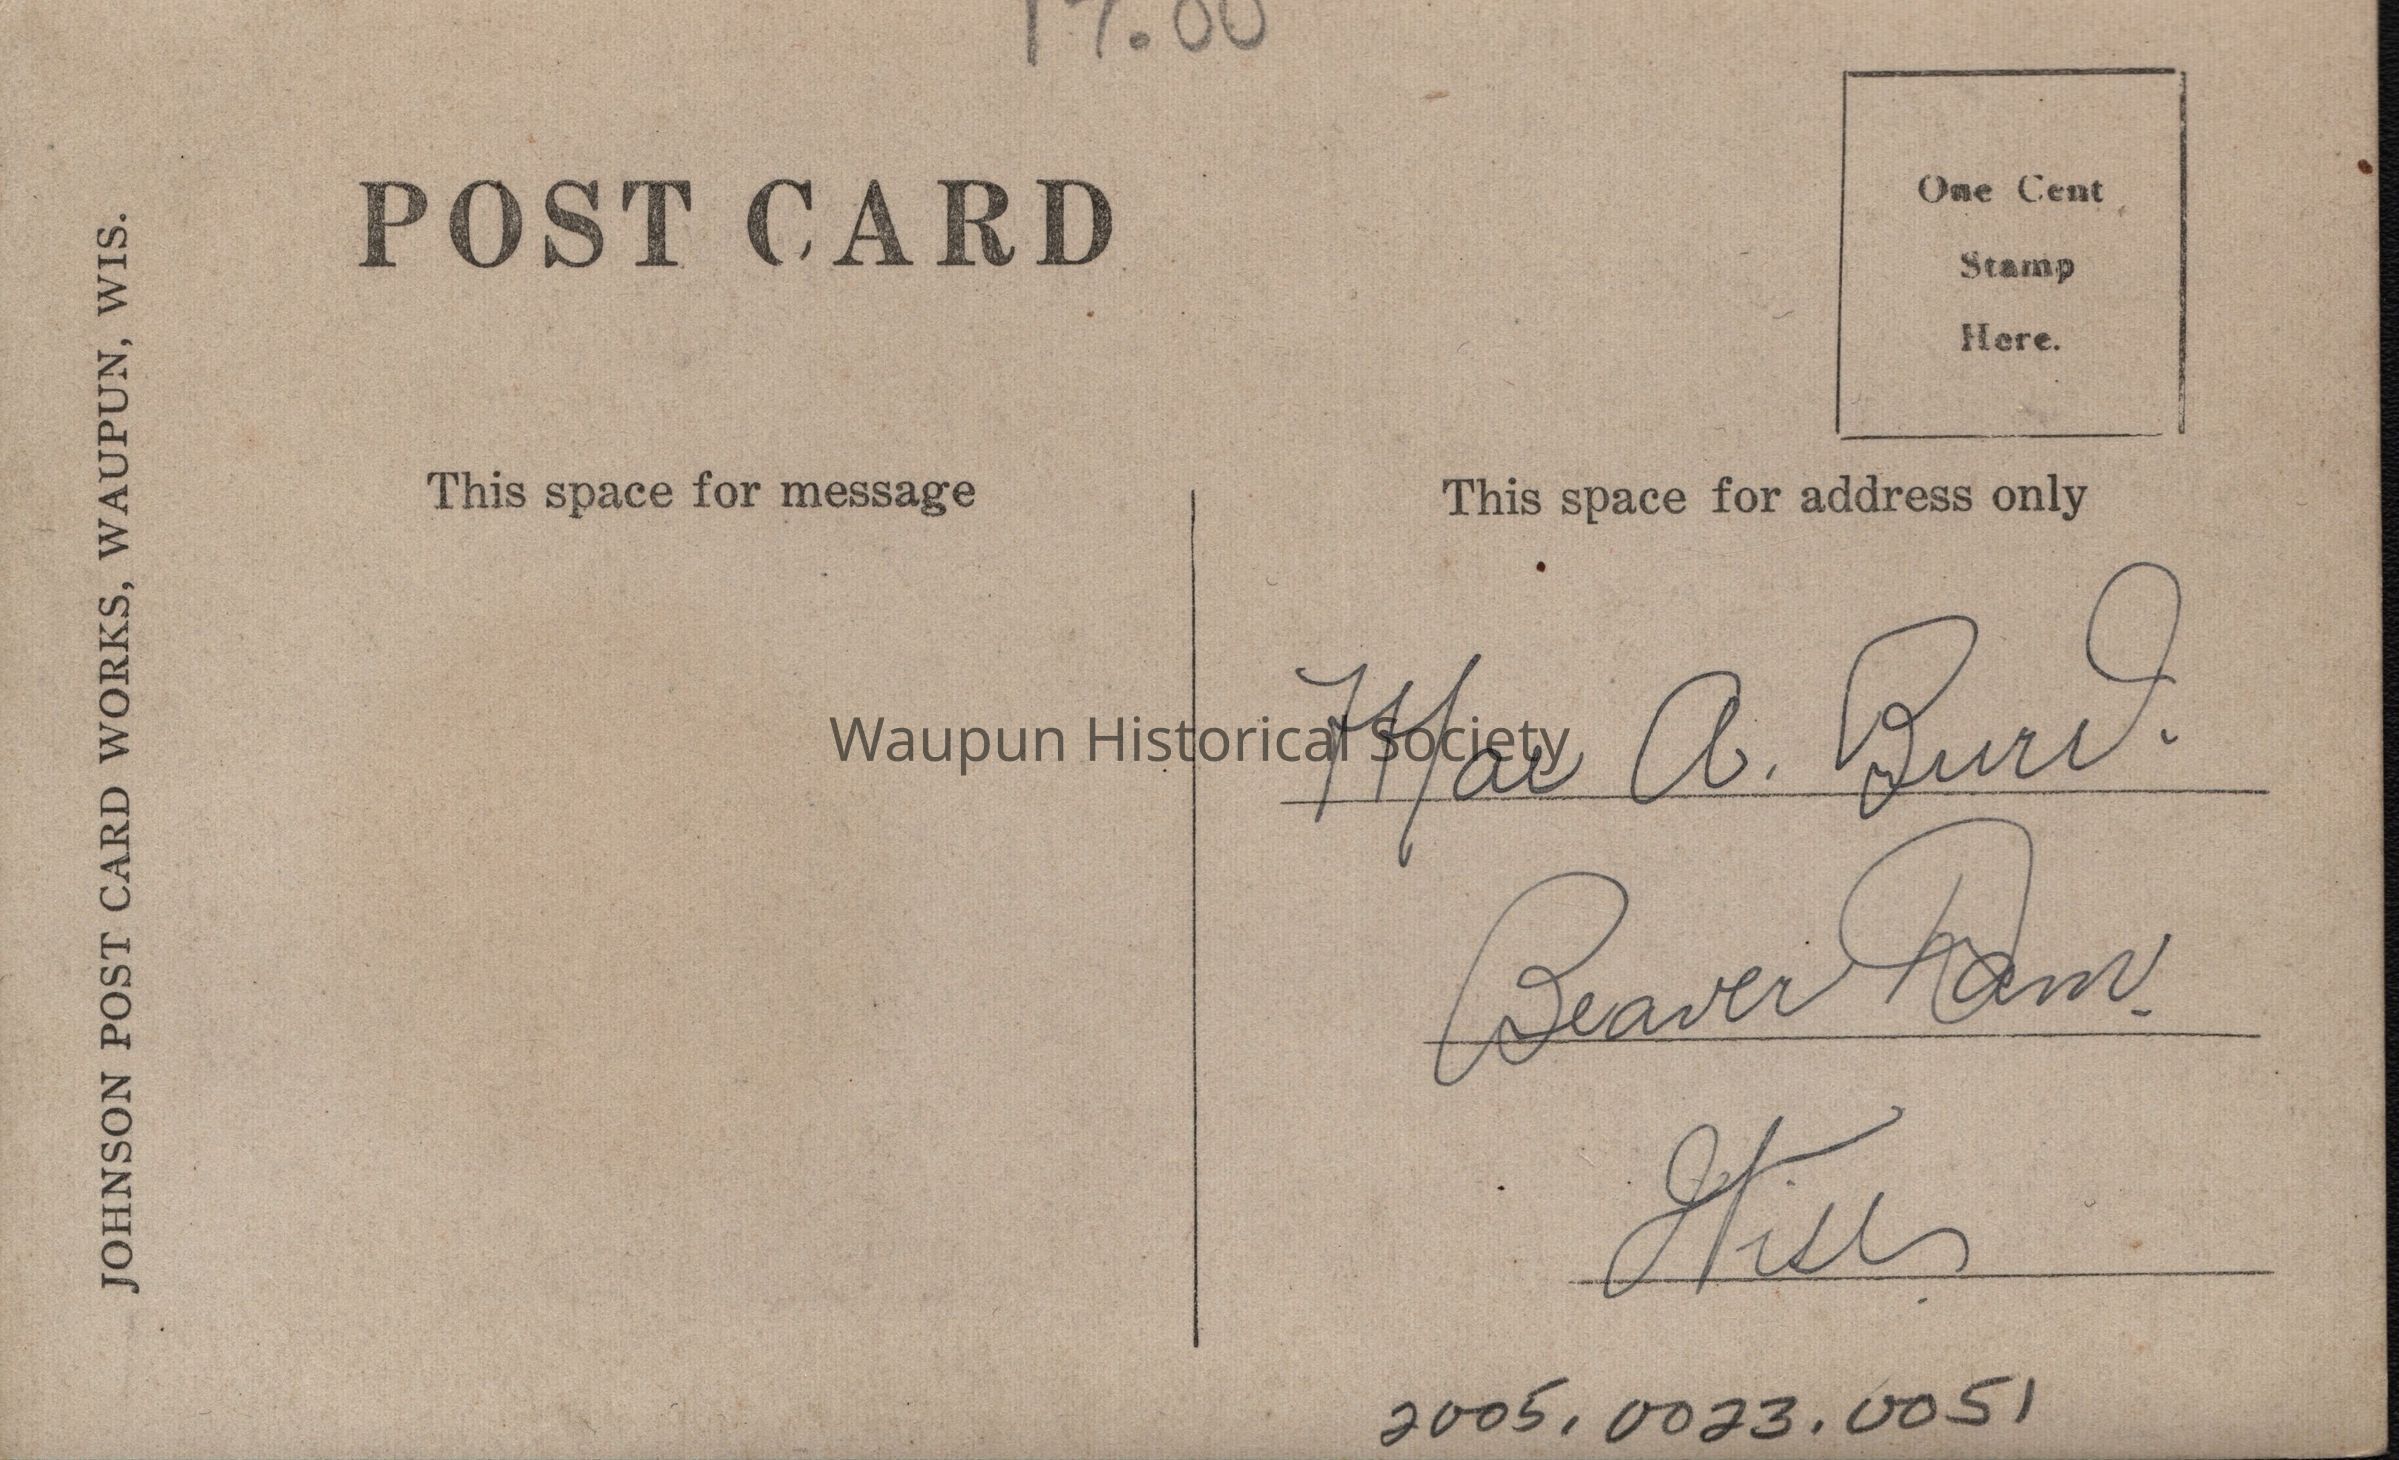 17.00
POST CARD
One Cent
Stamp
Here.
This space for message
This space for address only
JOHNSON POST CARD WORKS, WAUPUN, WIS.
Mae A. Burd.
Waupun Historical Society
Beaver Dam.
Wis.
2005.0023.0051